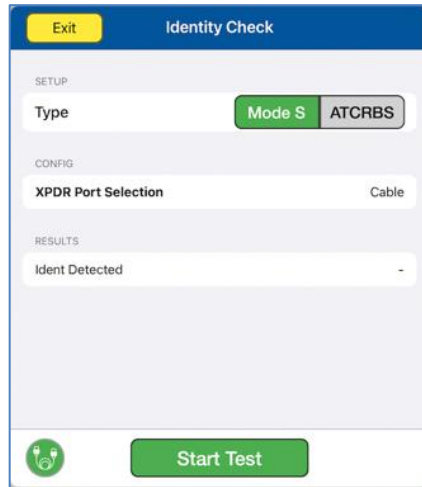 Exit Identity Check
SETUP
Type Mode S ATCRBS
CONFIG
XPDR Port Selection Cable
RESULTS
Ident Detected -
Start Test